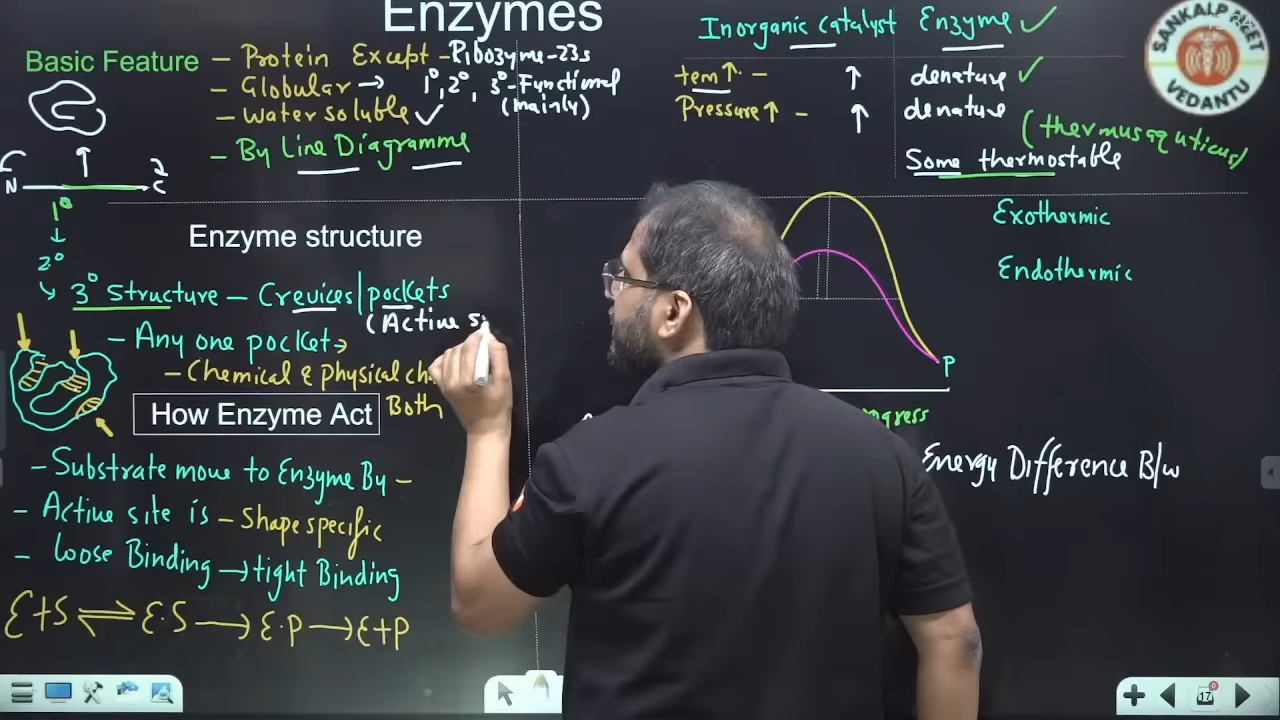 Enzymes
Basic Feature
- Protein Except - Ribozyme - 23s
- Globular → 1°, 2°, 3°- Functional
(mainly)
- Water soluble ✓
- By Line Diagramme
N C
1°
↓
2°
↘ 3° Structure – Crevices | pockets
(Active s
Enzyme structure
- Any one pocket →
- Chemical & Physical
Both
How Enzyme Act
- Substrate move to Enzyme By -
- Active site is - Shape specific
- loose Binding → tight Binding
E+S ⇌ E.S → E.P → E+P
Inorganic catalyst Enzyme ✓
tem ↑ - ↑ denature ✓
Pressure ↑ - ↑ denature
(thermus aquticus)
Some thermostable
Exothermic
Endothermic
P
Energy Difference B/w
SANKALP NEET
VEDANTU
17